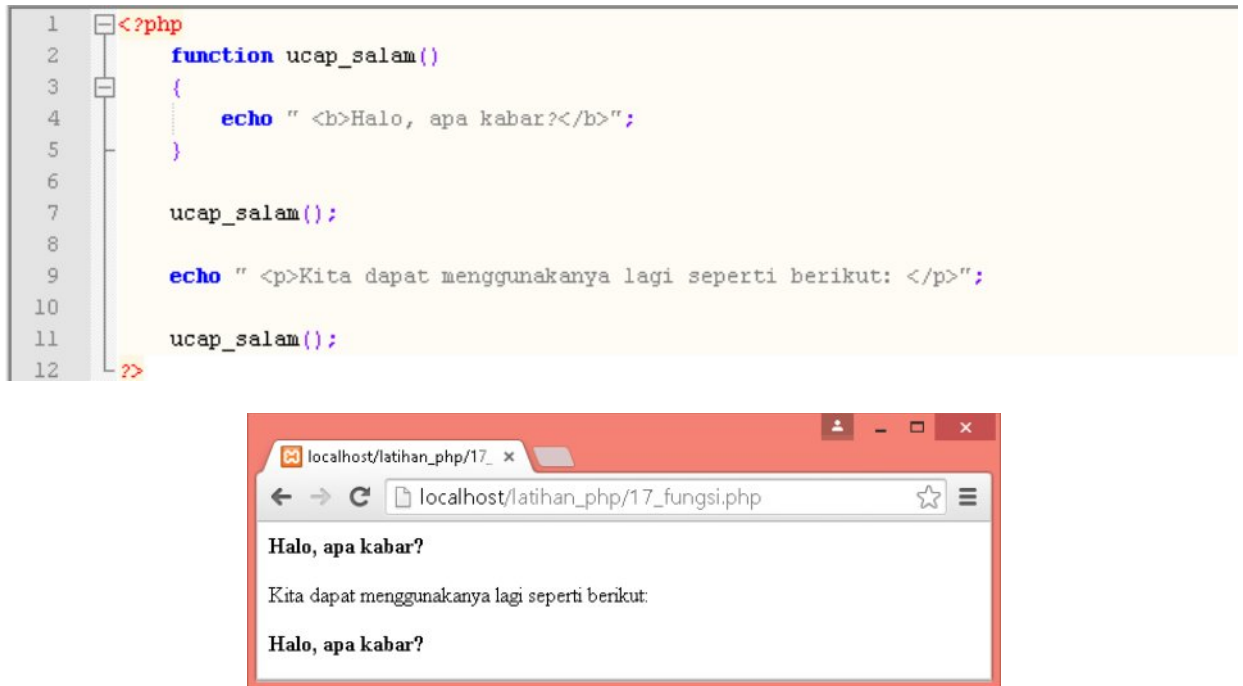 1 <?php
2 function ucap_salam()
3 {
4 echo " <b>Halo, apa kabar?</b>";
5 }
6
7 ucap_salam();
8
9 echo " <p>Kita dapat menggunakanya lagi seperti berikut: </p>";
10
11 ucap_salam();
12 ?>
localhost/latihan_php/17_
localhost/latihan_php/17_fungsi.php
Halo, apa kabar?
Kita dapat menggunakanya lagi seperti berikut:
Halo, apa kabar?